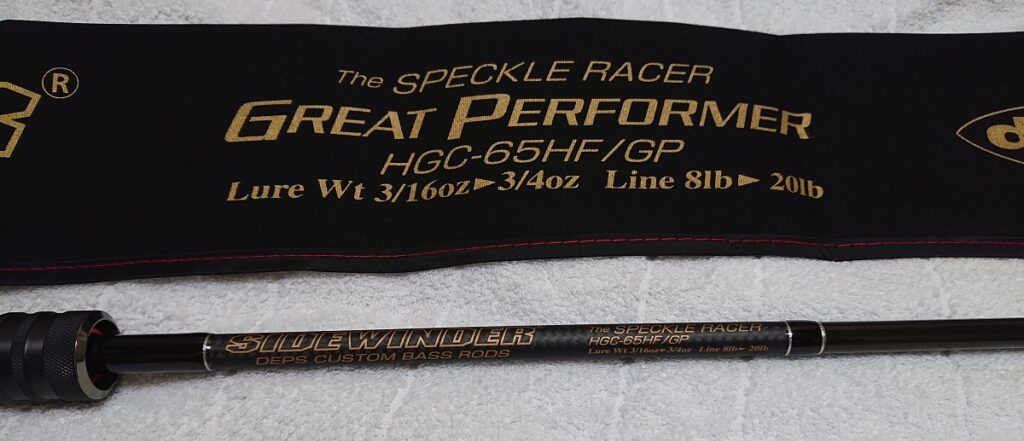 ®
The SPECKLE RACER
GREAT PERFORMER
HGC-65HF/GP
Lure Wt 3/16oz►3/4oz Line 8lb► 20lb
SIDEWINDER
DEPS CUSTOM BASS RODS
The SPECKLE RACER
HGC-65HF/GP
Lure Wt 3/16oz►3/4oz Line 8lb► 20lb